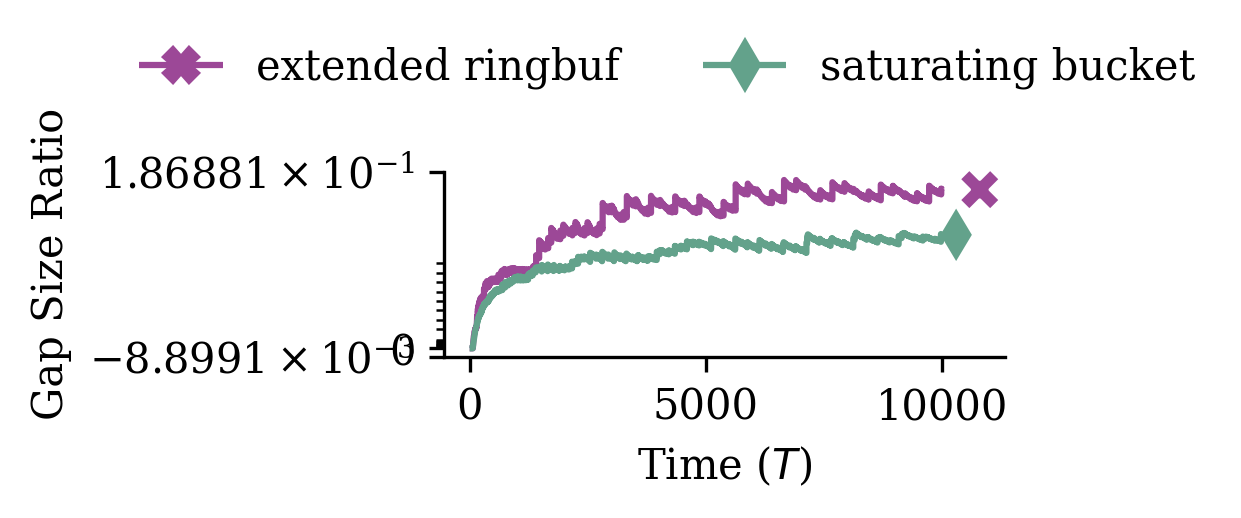 extended ringbuf
saturating bucket
Gap Size Ratio
1.86881 × 10⁻¹
0
−8.8991 × 10⁻³
0
5000
10000
Time (T)